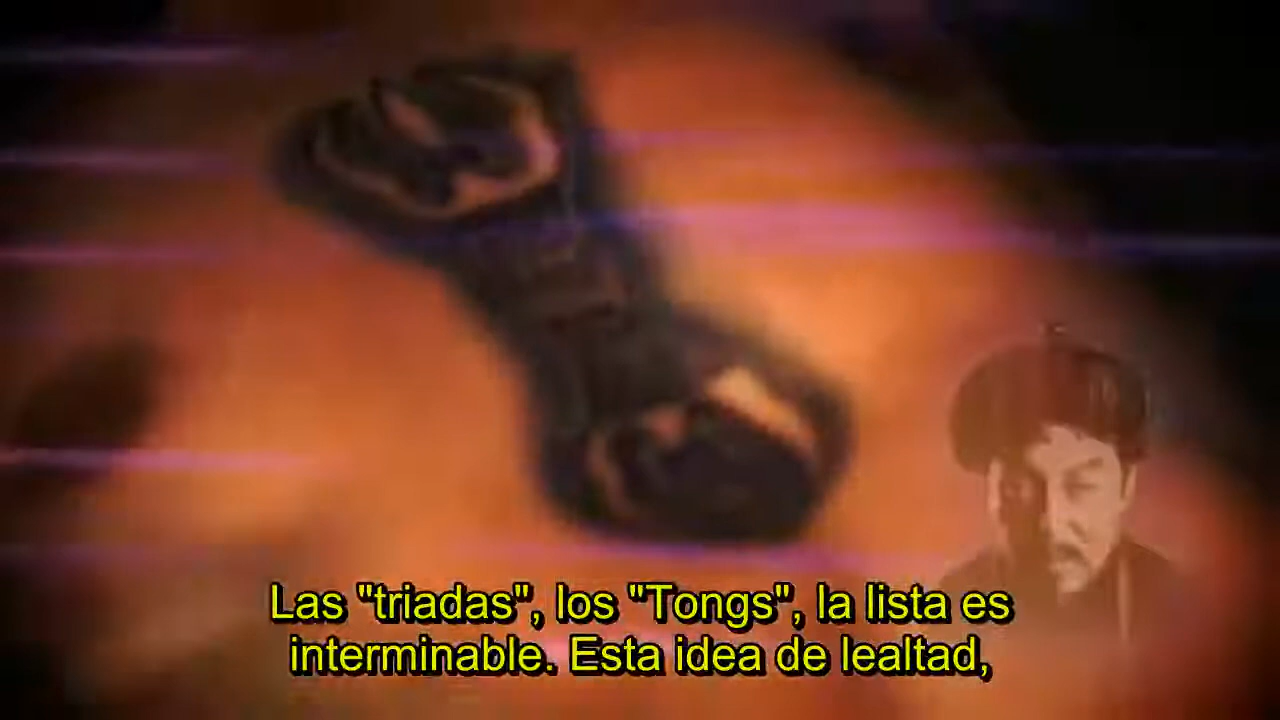 Las "triadas", los "Tongs", la lista es
interminable. Esta idea de lealtad,